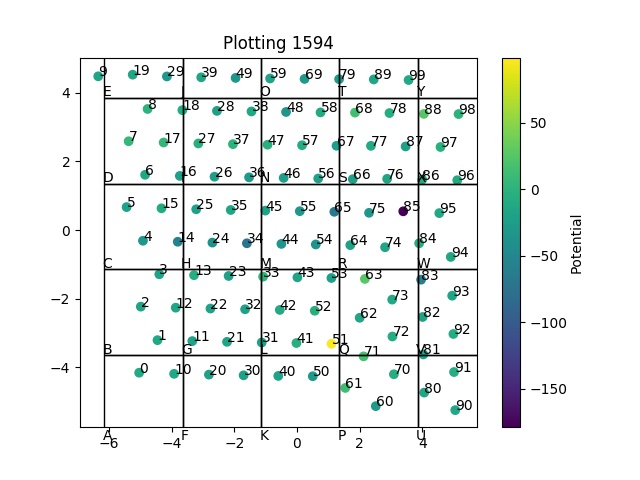 Plotting 1594
9 19 29 39 49 59 69 79 89 99
E J O T Y
8 18 28 38 48 58 68 78 88 98
7 17 27 37 47 57 67 77 87 97
6 16 26 36 46 56 66 76 86 96
D I N S X
5 15 25 35 45 55 65 75 85 95
4 14 24 34 44 54 64 74 84 94
C H M R W
3 13 23 33 43 53 63 73 83 93
2 12 22 32 42 52 62 72 82 92
1 11 21 31 41 51 71 81 91
B G L Q V
0 10 20 30 40 50 61 60 70 80 90
A F K P U
4
2
0
−2
−4
−6 −4 −2 0 2 4
50
0
−50
−100
−150
Potential